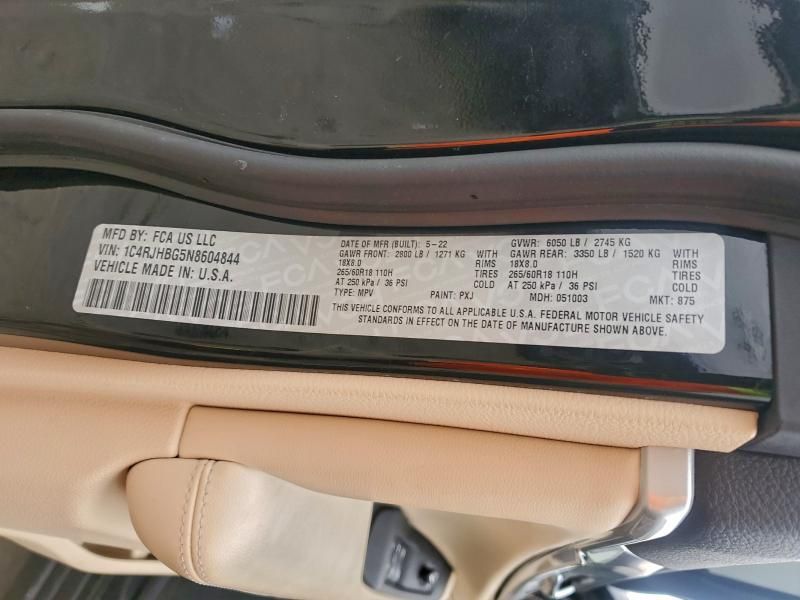 MFD BY: FCA US LLC
VIN: 1C4RJHBG5N8604844
VEHICLE MADE IN U.S.A.
DATE OF MFR (BUILT): 5-22
GAWR FRONT: 2800 LB / 1271 KG WITH
18X8.0 RIMS
265/60R18 110H TIRES
AT 250 kPa / 36 PSI COLD
TYPE: MPV PAINT: PXJ
GVWR: 6050 LB / 2745 KG
GAWR REAR: 3350 LB / 1520 KG WITH
18X8.0 RIMS
265/60R18 110H TIRES
AT 250 kPa / 36 PSI COLD
MDH: 051003 MKT: 875
THIS VEHICLE CONFORMS TO ALL APPLICABLE U.S.A. FEDERAL MOTOR VEHICLE SAFETY
STANDARDS IN EFFECT ON THE DATE OF MANUFACTURE SHOWN ABOVE.